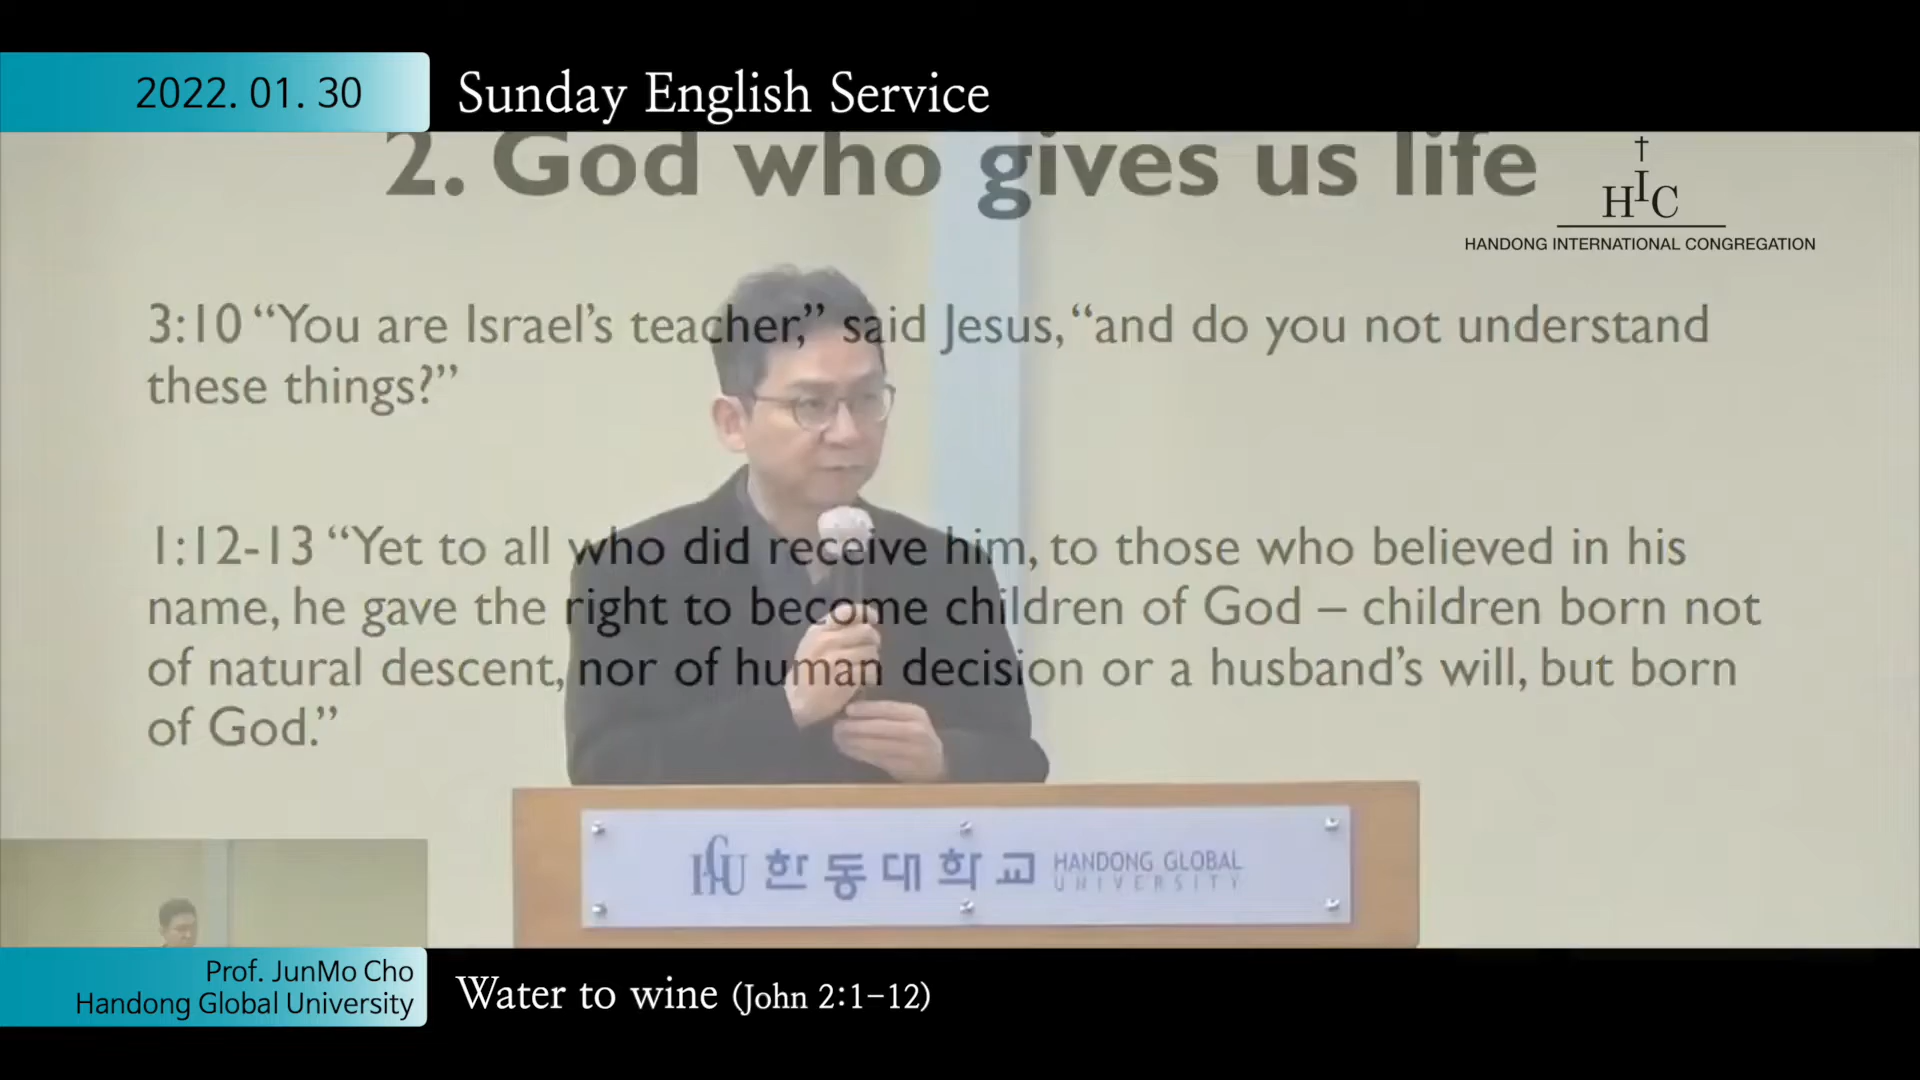 2022. 01. 30
Sunday English Service
2. God who gives us life
HIC
HANDONG INTERNATIONAL CONGREGATION
3:10 “You are Israel’s teacher,” said Jesus, “and do you not understand
these things?”
1:12-13 “Yet to all who did receive him, to those who believed in his
name, he gave the right to become children of God – children born not
of natural descent, nor of human decision or a husband’s will, but born
of God.”
HGU 한동대학교 HANDONG GLOBAL
UNIVERSITY
Prof. JunMo Cho
Handong Global University
Water to wine (John 2:1-12)